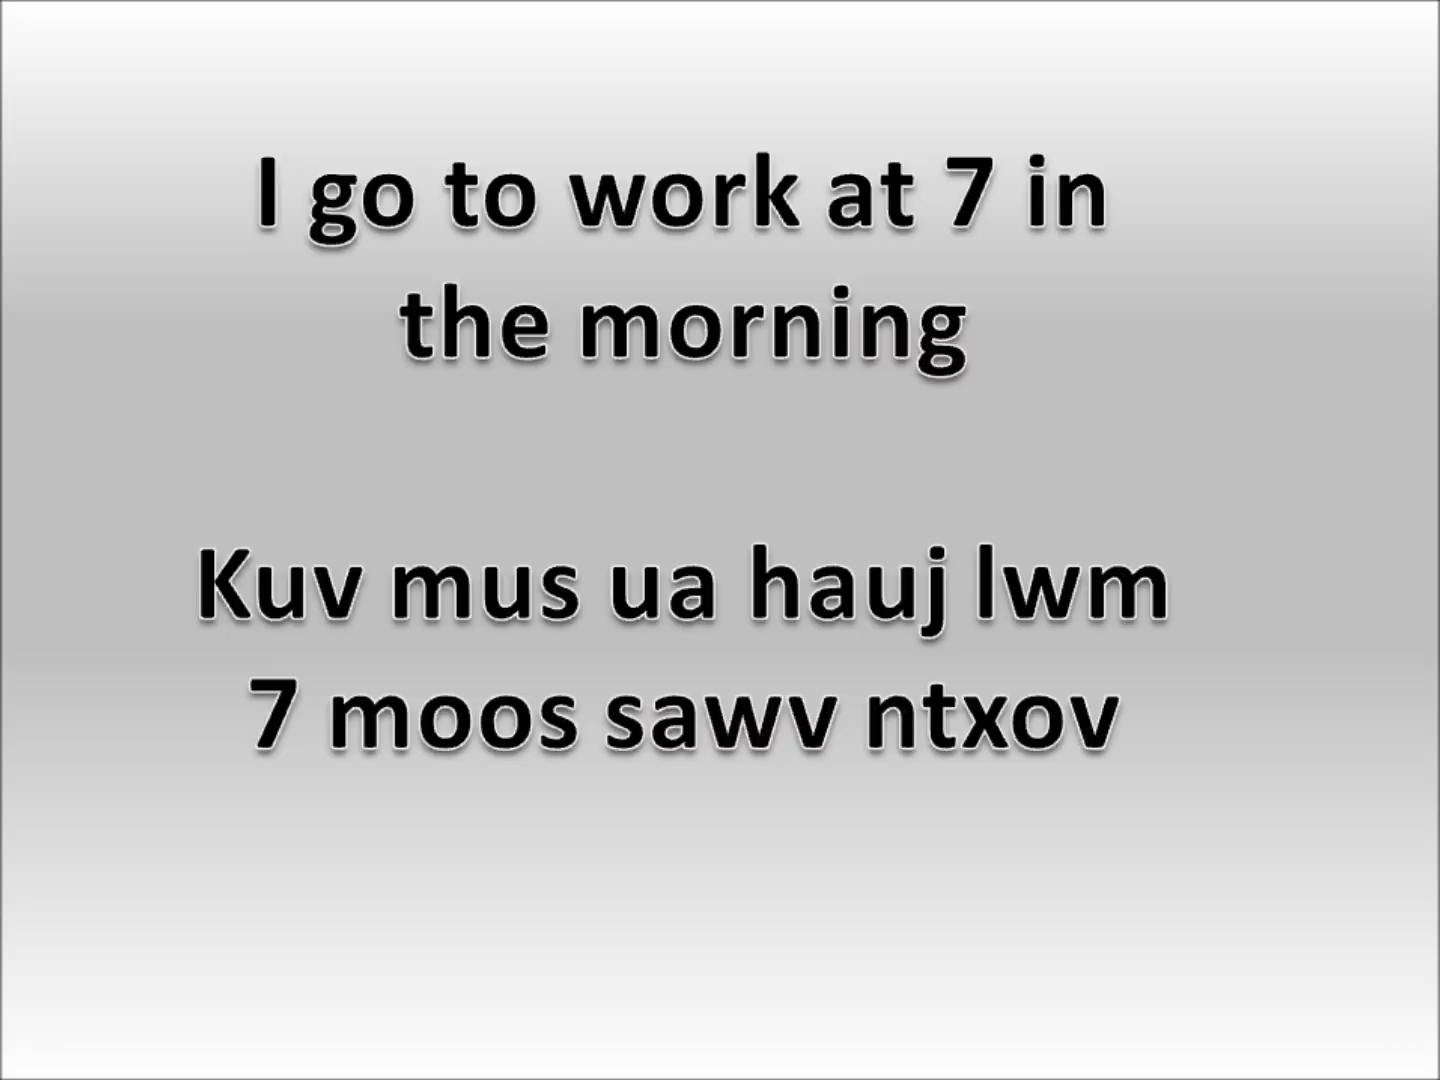 I go to work at 7 in
the morning
Kuv mus ua hauj lwm
7 moos sawv ntxov